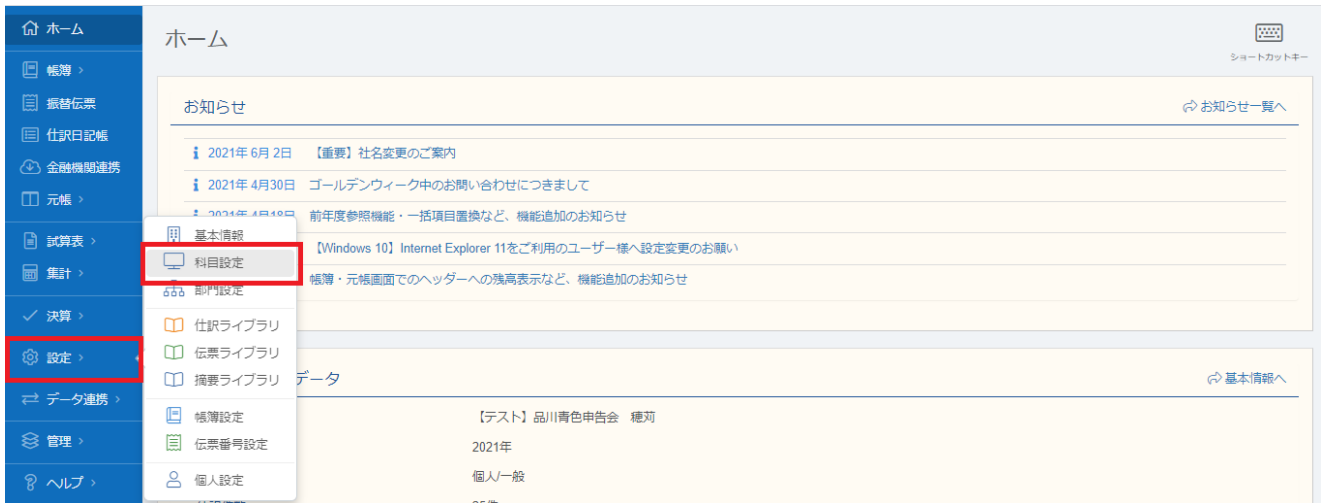 ホーム
帳簿
振替伝票
仕訳日記帳
金融機関連携
元帳
試算表
集計
決算
設定
データ連携
管理
ヘルプ
基本情報
科目設定
部門設定
仕訳ライブラリ
伝票ライブラリ
摘要ライブラリ
帳簿設定
伝票番号設定
個人設定
ホーム
ショートカットキー
お知らせ
お知らせ一覧へ
2021年 6月 2日 【重要】社名変更のご案内
2021年 4月30日 ゴールデンウィーク中のお問い合わせにつきまして
2021年 4月18日 前年度参照機能・一括項目置換など、機能追加のお知らせ
【Windows 10】Internet Explorer 11をご利用のユーザー様へ設定変更のお願い
帳簿・元帳画面でのヘッダーへの残高表示など、機能追加のお知らせ
データ
基本情報へ
【テスト】品川青色申告会 穂苅
2021年
個人/一般